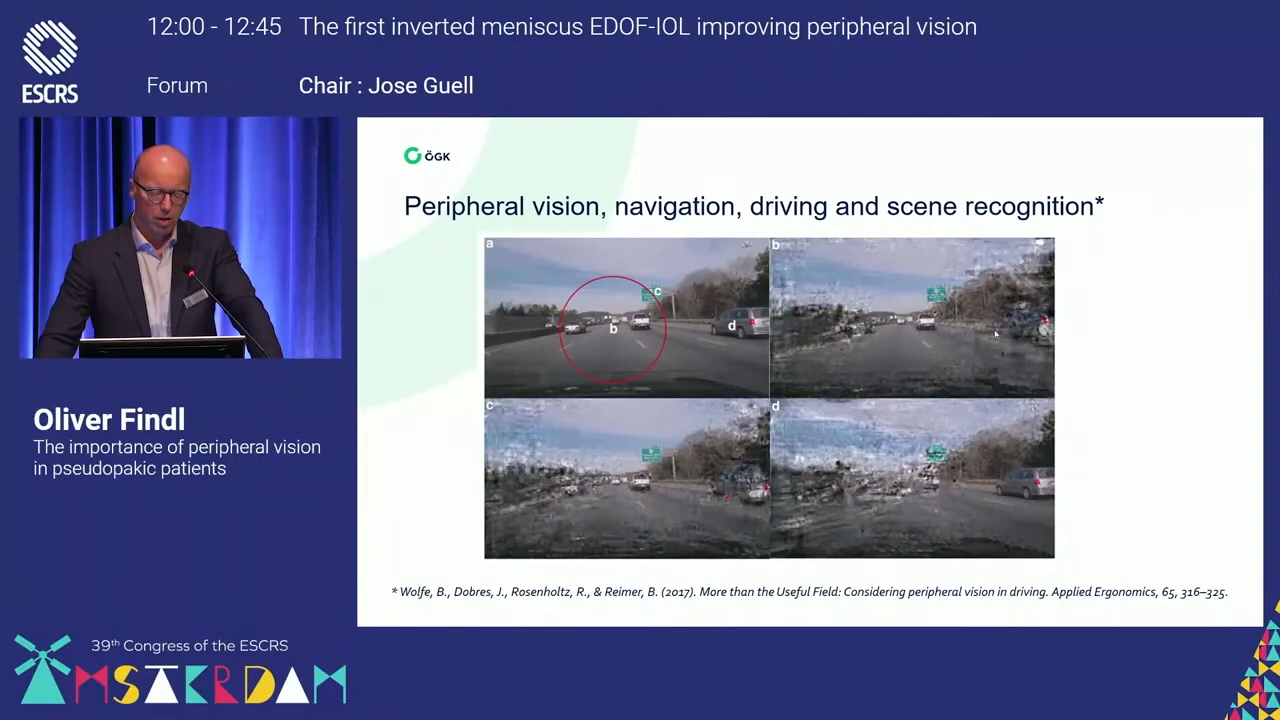 12:00 - 12:45 The first inverted meniscus EDOF-IOL improving peripheral vision
ESCRS
Forum Chair : Jose Guell
ÖGK
Peripheral vision, navigation, driving and scene recognition*
a
b
c
b
d
c
d
Oliver Findl
The importance of peripheral vision
in pseudopakic patients
* Wolfe, B., Dobres, J., Rosenholtz, R., & Reimer, B. (2017). More than the Useful Field: Considering peripheral vision in driving. Applied Ergonomics, 65, 316–325.
39th Congress of the ESCRS
AMSTERDAM